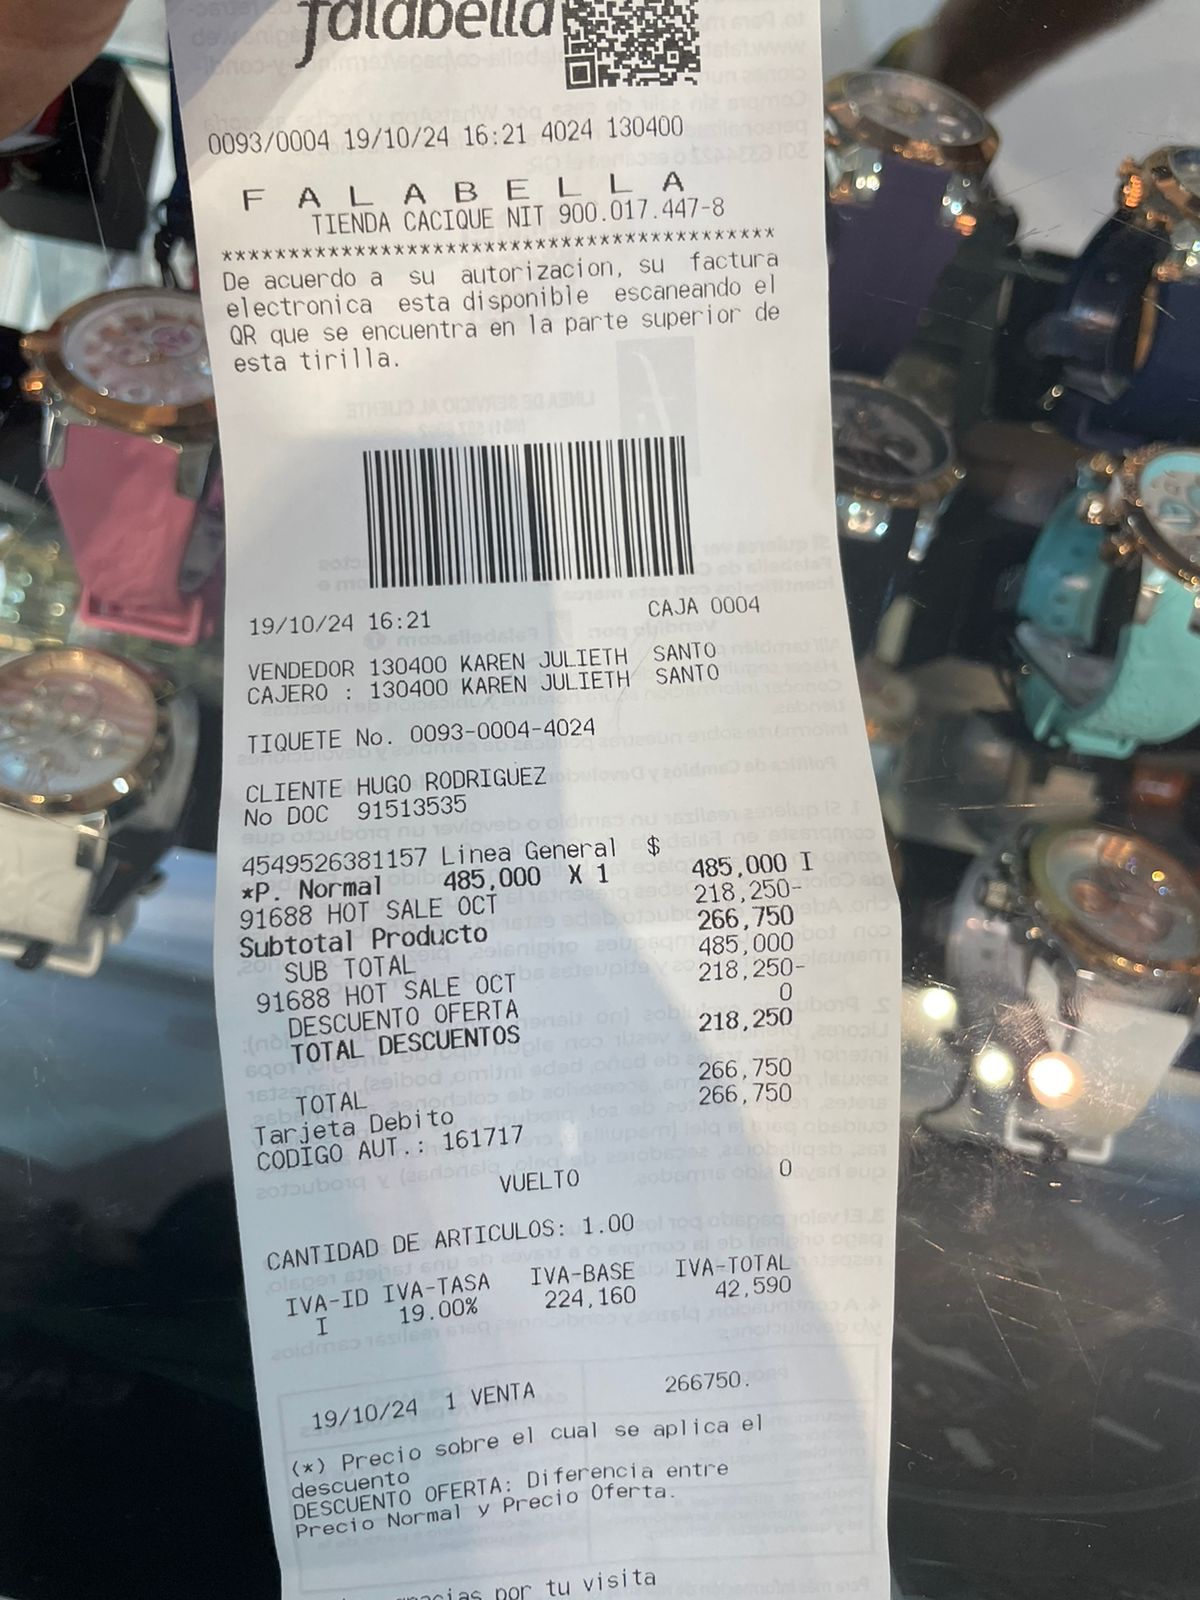 falabella
0093/0004 19/10/24 16:21 4024 130400
F A L A B E L L A
TIENDA CACIQUE NIT 900.017.447-8
******************************************
De acuerdo a su autorizacion, su factura
electronica esta disponible escaneando el
QR que se encuentra en la parte superior de
esta tirilla.
19/10/24 16:21 CAJA 0004
VENDEDOR 130400 KAREN JULIETH SANTO
CAJERO : 130400 KAREN JULIETH SANTO
TIQUETE No. 0093-0004-4024
CLIENTE HUGO RODRIGUEZ
No DOC 91513535
4549526381157 Linea General $
*P. Normal 485,000 X 1 485,000 I
91688 HOT SALE OCT 218,250-
Subtotal Producto 266,750
SUB TOTAL 485,000
91688 HOT SALE OCT 218,250-
DESCUENTO OFERTA 0
TOTAL DESCUENTOS 218,250
TOTAL 266,750
Tarjeta Debito 266,750
CODIGO AUT.: 161717
VUELTO 0
CANTIDAD DE ARTICULOS: 1.00
IVA-ID IVA-TASA IVA-BASE IVA-TOTAL
I 19.00% 224,160 42,590
19/10/24 1 VENTA 266750.
(*) Precio sobre el cual se aplica el
descuento
DESCUENTO OFERTA: Diferencia entre
Precio Normal y Precio Oferta.
por tu visita